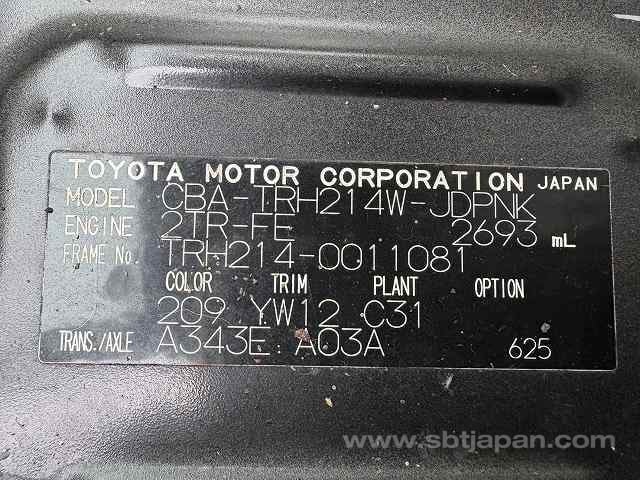 TOYOTA MOTOR CORPORATION JAPAN
MODEL CBA-TRH214W-JDPNK
ENGINE 2TR-FE 2693 mL
FRAME No. TRH214-0011081
COLOR TRIM PLANT OPTION
209 YW12 C31
TRANS./AXLE A343E A03A 625
www.sbtjapan.com